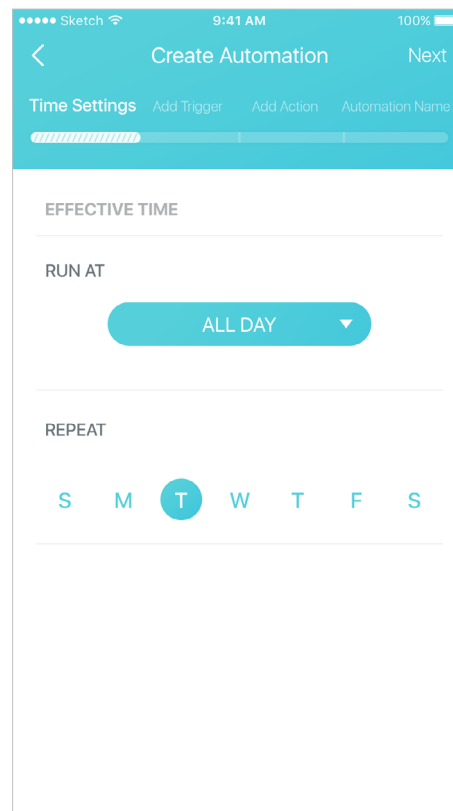 Sketch 9:41 AM 100%
Create Automation Next
Time Settings Add Trigger Add Action Automation Name
EFFECTIVE TIME
RUN AT
ALL DAY
REPEAT
S M T W T F S